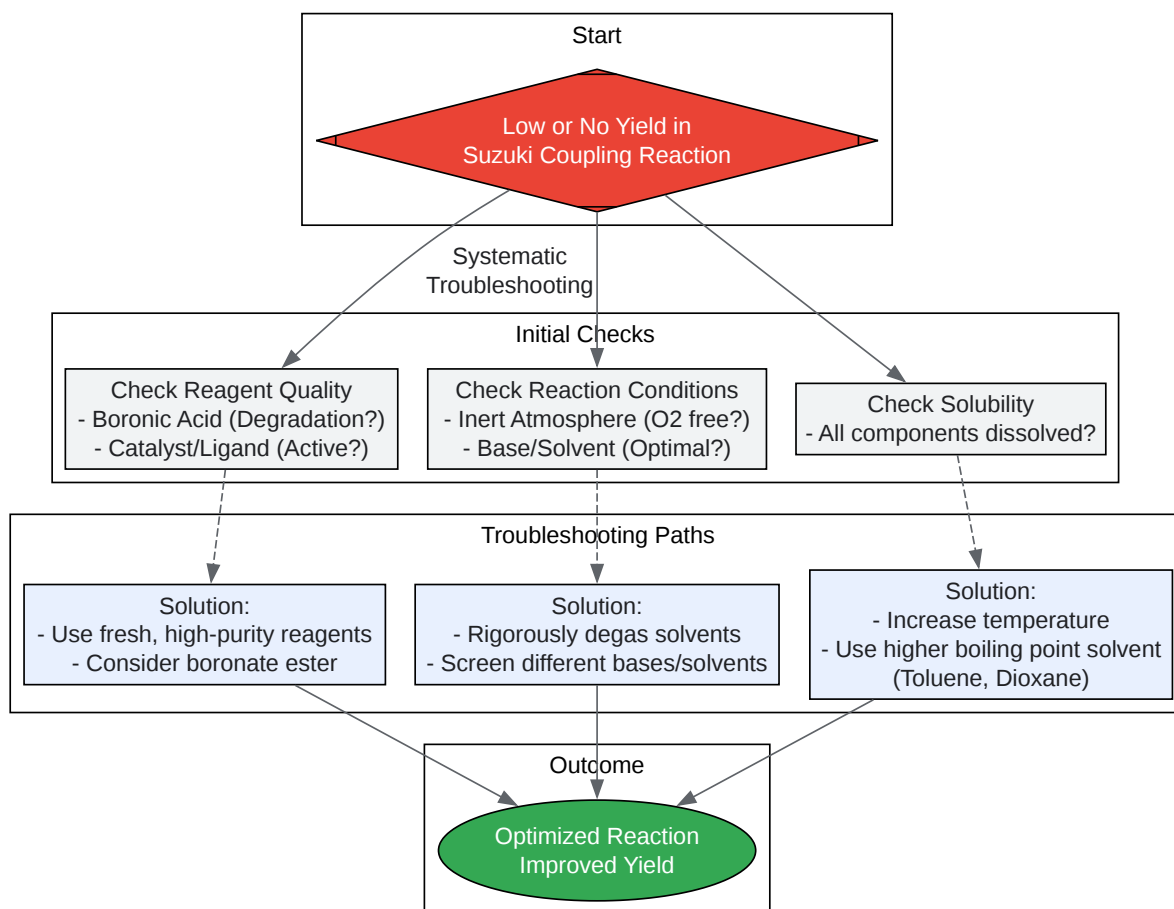 Start
Low or No Yield in
Suzuki Coupling Reaction
Systematic
Troubleshooting
Initial Checks
Check Reagent Quality
- Boronic Acid (Degradation?)
- Catalyst/Ligand (Active?)
Check Reaction Conditions
- Inert Atmosphere (O2 free?)
- Base/Solvent (Optimal?)
Check Solubility
- All components dissolved?
Troubleshooting Paths
Solution:
- Use fresh, high-purity reagents
- Consider boronate ester
Solution:
- Rigorously degas solvents
- Screen different bases/solvents
Solution:
- Increase temperature
- Use higher boiling point solvent
(Toluene, Dioxane)
Outcome
Optimized Reaction
Improved Yield